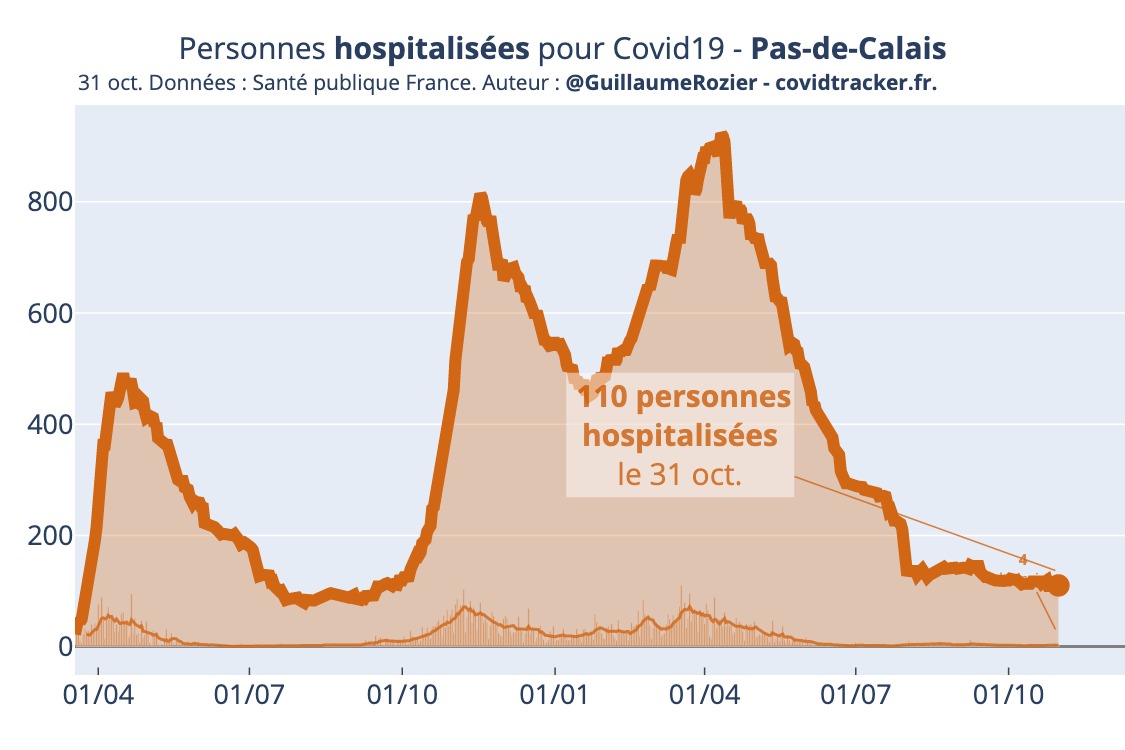 Personnes hospitalisées pour Covid19 - Pas-de-Calais
31 oct. Données : Santé publique France. Auteur : @GuillaumeRozier - covidtracker.fr.
800
600
400
200
0
110 personnes
hospitalisées
le 31 oct.
4
01/04
01/07
01/10
01/01
01/04
01/07
01/10